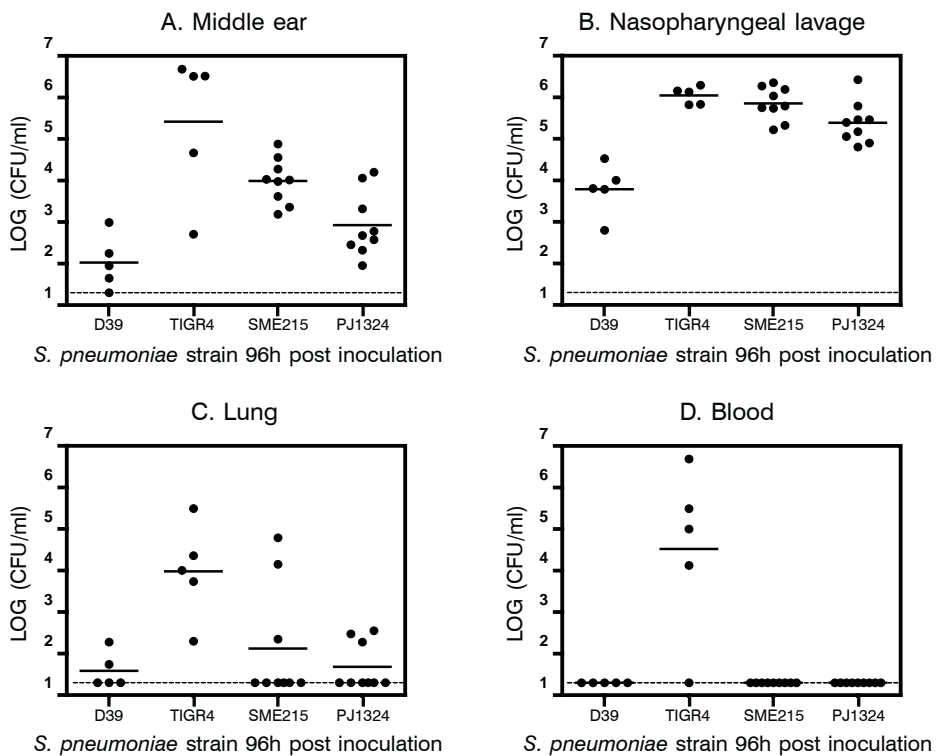 A. Middle ear
7
6
5
4
3
2
1
LOG (CFU/ml)
D39 TIGR4 SME215 PJ1324
S. pneumoniae strain 96h post inoculation
B. Nasopharyngeal lavage
7
6
5
4
3
2
1
LOG (CFU/ml)
D39 TIGR4 SME215 PJ1324
S. pneumoniae strain 96h post inoculation
C. Lung
7
6
5
4
3
2
1
LOG (CFU/ml)
D39 TIGR4 SME215 PJ1324
S. pneumoniae strain 96h post inoculation
D. Blood
7
6
5
4
3
2
1
LOG (CFU/ml)
D39 TIGR4 SME215 PJ1324
S. pneumoniae strain 96h post inoculation